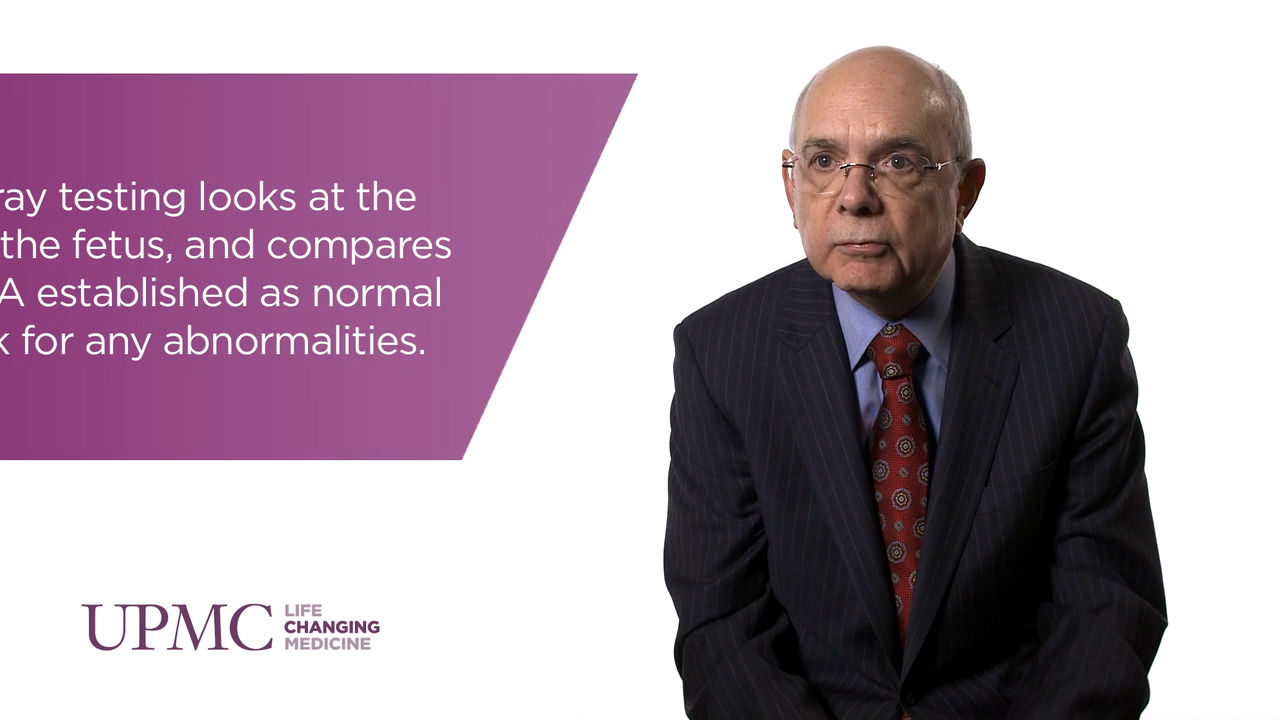 ray testing looks at the
the fetus, and compares
A established as normal
k for any abnormalities.
UPMC
LIFE
CHANGING
MEDICINE